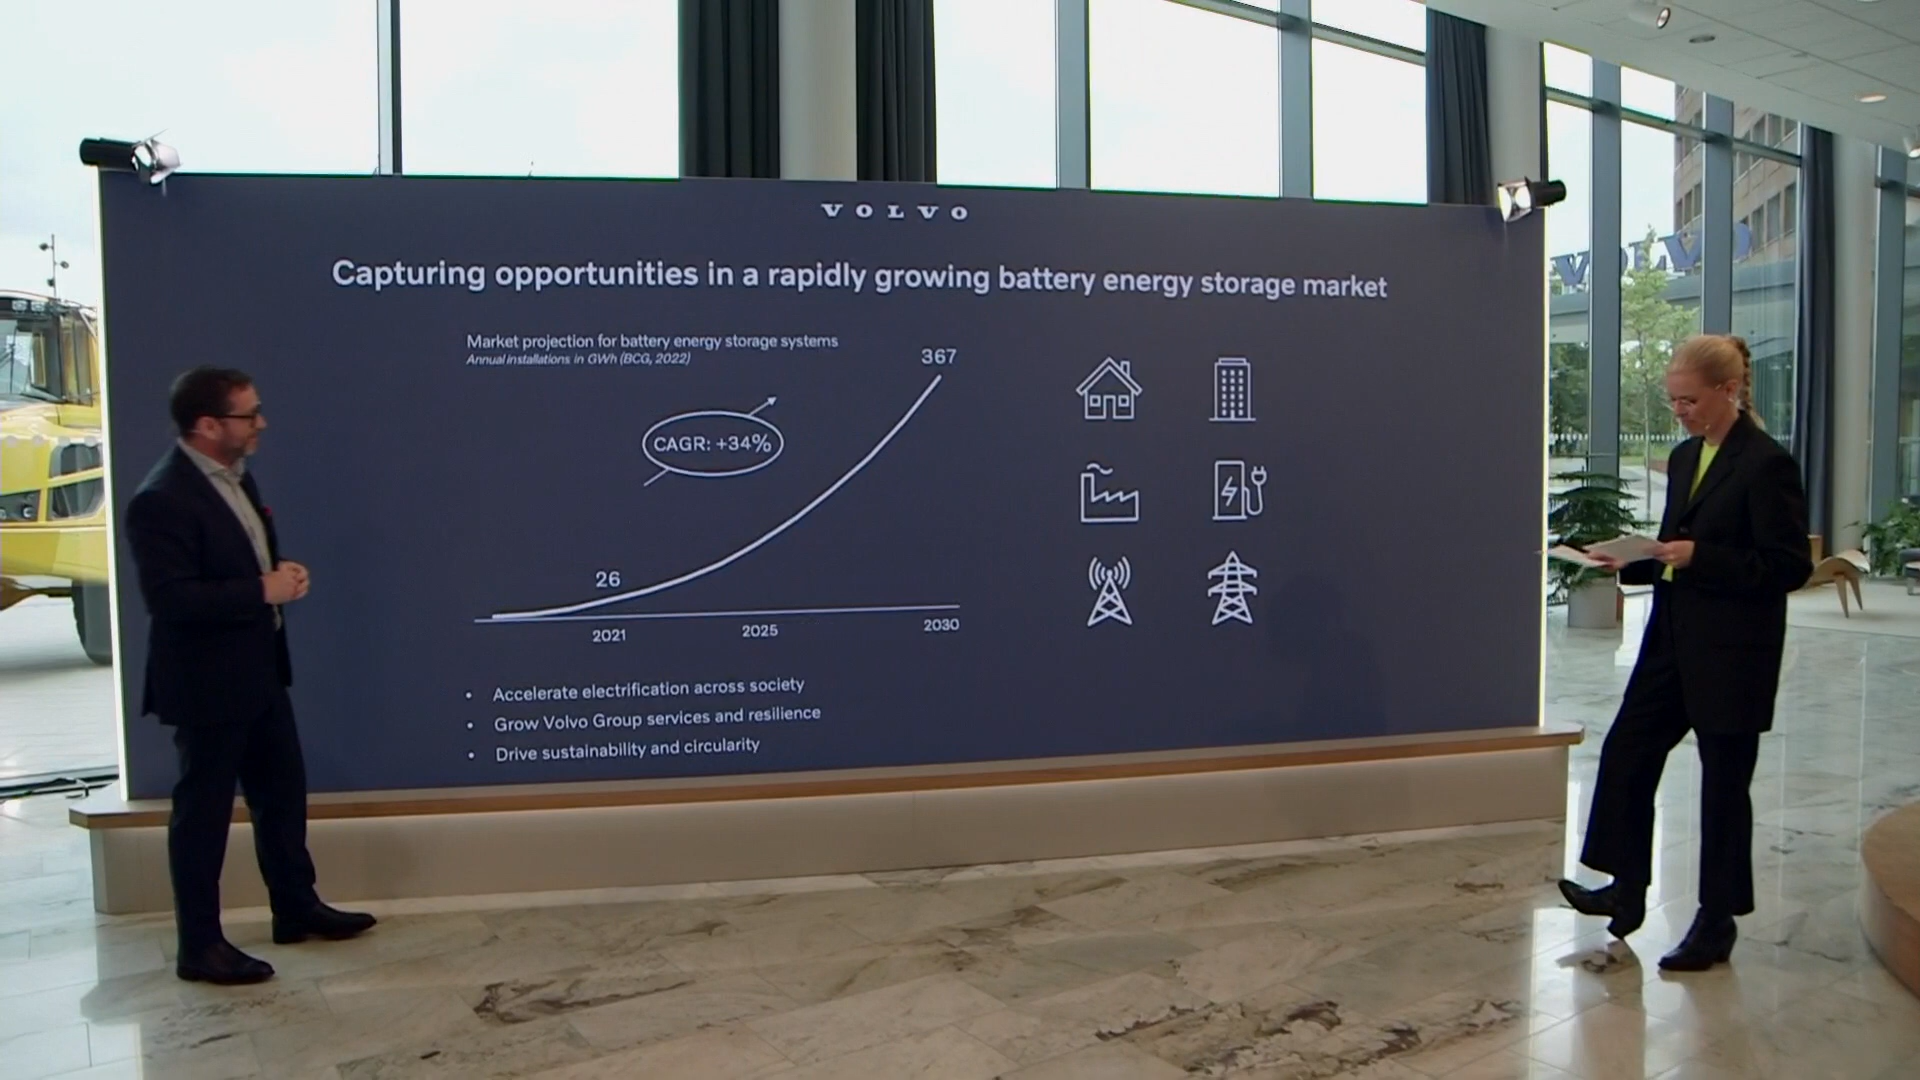 VOLVO
Capturing opportunities in a rapidly growing battery energy storage market
Market projection for battery energy storage systems
Annual installations in GWh (BCG, 2022)
367
CAGR: +34%
26
2021
2025
2030
• Accelerate electrification across society
• Grow Volvo Group services and resilience
• Drive sustainability and circularity
VOLVO